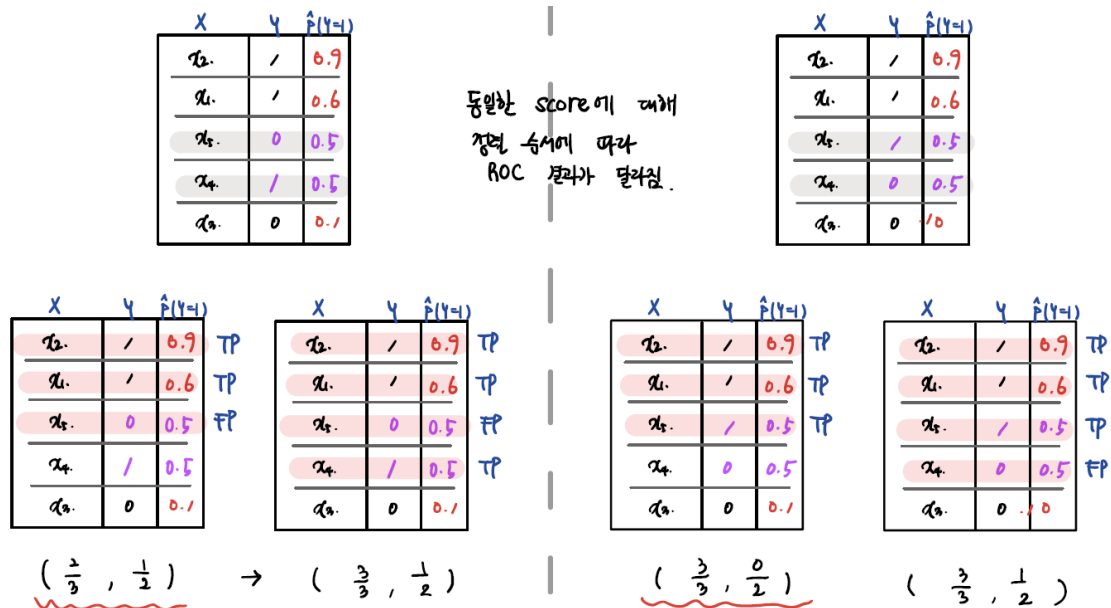 X Y p̂(Y=1)
x₂. 1 0.9
x₁. 1 0.6
x₅. 0 0.5
x₄. 1 0.5
x₃. 0 0.1
동일한 score에 대해
정렬 순서에 따라
ROC 결과가 달라짐.
X Y p̂(Y=1)
x₂. 1 0.9
x₁. 1 0.6
x₅. 1 0.5
x₄. 0 0.5
x₃. 0 .10
X Y p̂(Y=1)
x₂. 1 0.9 TP
x₁. 1 0.6 TP
x₅. 0 0.5 FP
x₄. 1 0.5
x₃. 0 0.1
(2/3, 1/2)
→
X Y p̂(Y=1)
x₂. 1 0.9 TP
x₁. 1 0.6 TP
x₅. 0 0.5 FP
x₄. 1 0.5 TP
x₃. 0 0.1
(3/3, 1/2)
X Y p̂(Y=1)
x₂. 1 0.9 TP
x₁. 1 0.6 TP
x₅. 1 0.5 TP
x₄. 0 0.5
x₃. 0 0.1
(3/3, 0/2)
X Y p̂(Y=1)
x₂. 1 0.9 TP
x₁. 1 0.6 TP
x₅. 1 0.5 TP
x₄. 0 0.5 FP
x₃. 0 .10
(3/3, 1/2)